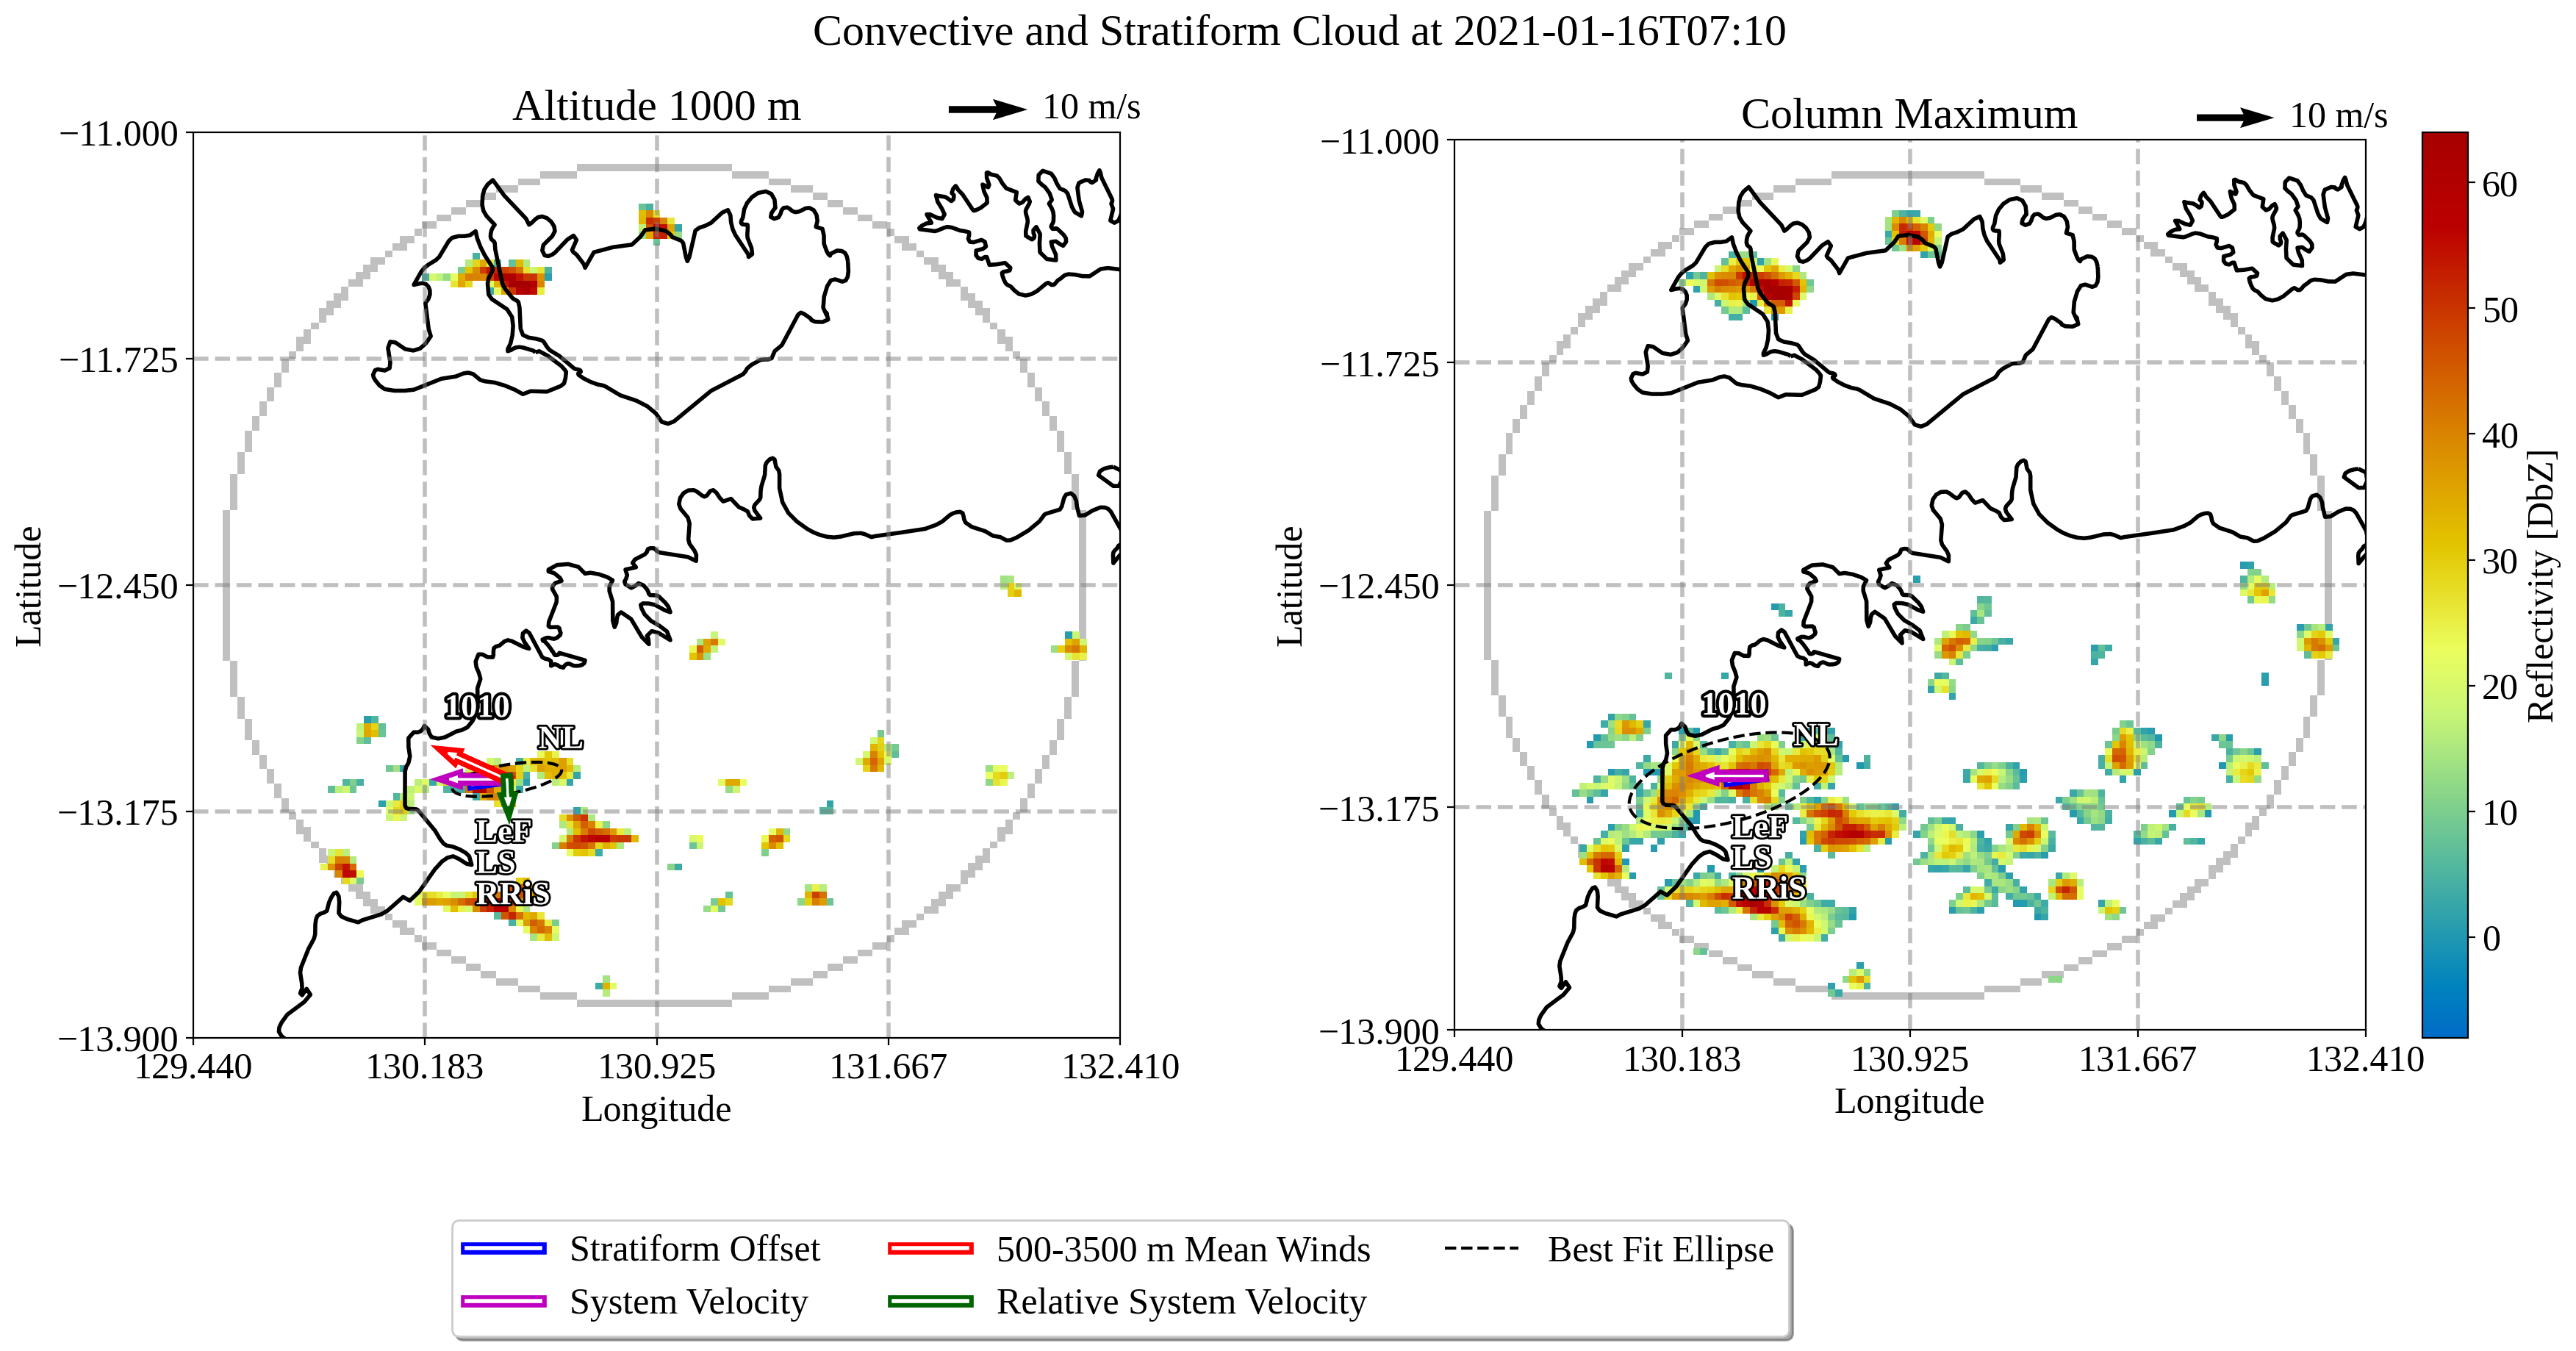 Convective and Stratiform Cloud at 2021-01-16T07:10
Altitude 1000 m
10 m/s
−11.000
−11.725
−12.450
−13.175
−13.900
Latitude
129.440
130.183
130.925
131.667
132.410
Longitude
1010
NL
LeF
LS
RRiS
Column Maximum
10 m/s
−11.000
−11.725
−12.450
−13.175
−13.900
Latitude
129.440
130.183
130.925
131.667
132.410
Longitude
1010
NL
LeF
LS
RRiS
60
50
40
30
20
10
0
Reflectivity [DbZ]
Stratiform Offset
500-3500 m Mean Winds
Best Fit Ellipse
System Velocity
Relative System Velocity